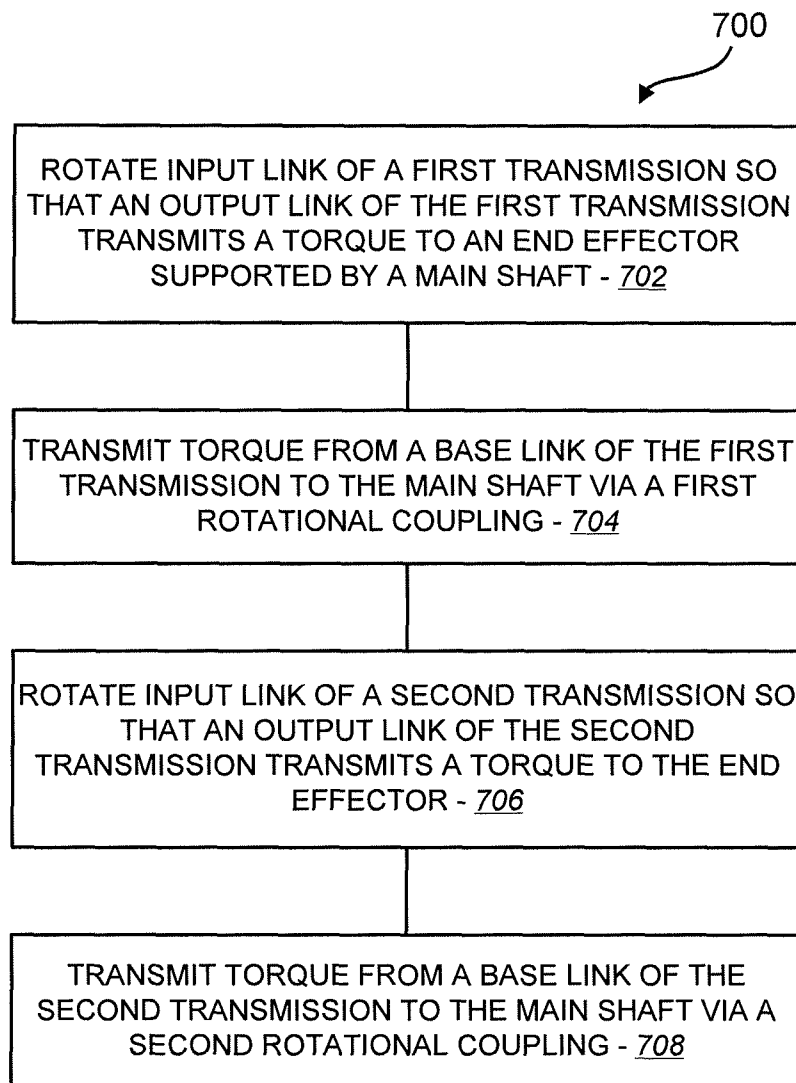 700
ROTATE INPUT LINK OF A FIRST TRANSMISSION SO
THAT AN OUTPUT LINK OF THE FIRST TRANSMISSION
TRANSMITS A TORQUE TO AN END EFFECTOR
SUPPORTED BY A MAIN SHAFT - 702
TRANSMIT TORQUE FROM A BASE LINK OF THE FIRST
TRANSMISSION TO THE MAIN SHAFT VIA A FIRST
ROTATIONAL COUPLING - 704
ROTATE INPUT LINK OF A SECOND TRANSMISSION SO
THAT AN OUTPUT LINK OF THE SECOND
TRANSMISSION TRANSMITS A TORQUE TO THE END
EFFECTOR - 706
TRANSMIT TORQUE FROM A BASE LINK OF THE
SECOND TRANSMISSION TO THE MAIN SHAFT VIA A
SECOND ROTATIONAL COUPLING - 708